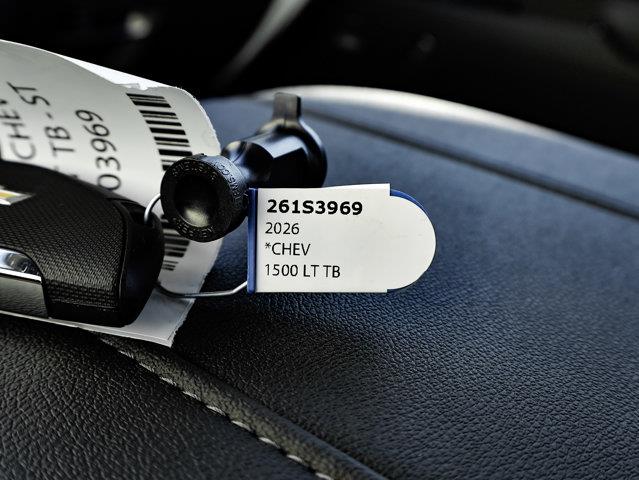 261S3969
2026
*CHEV
1500 LT TB
CHEV
TB - ST
03969